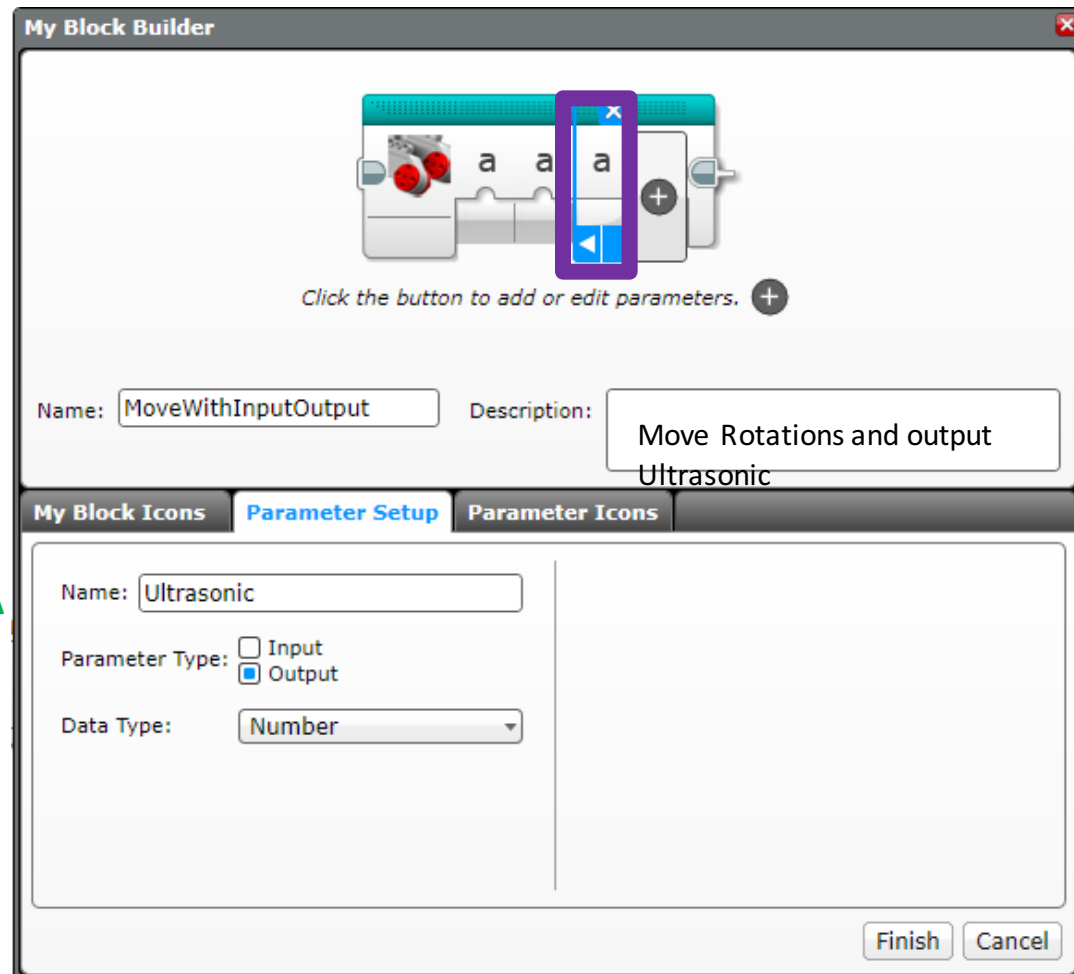 My Block Builder
a a a
Click the button to add or edit parameters.
Name: MoveWithInputOutput Description: Move Rotations and output
Ultrasonic
My Block Icons Parameter Setup Parameter Icons
Name: Ultrasonic
Parameter Type: Input
Output
Data Type: Number
Finish Cancel